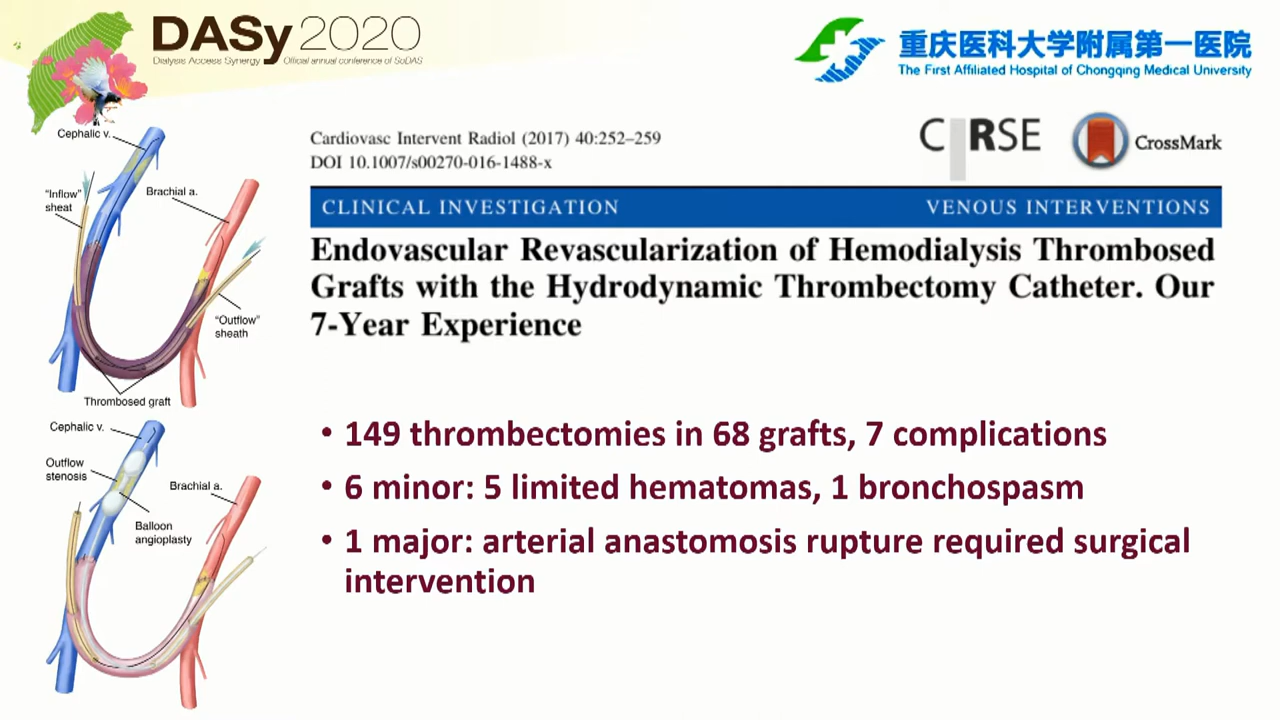 DASy 2020
Dialysis Access Synergy Official annual conference of SoDAS
重庆医科大学附属第一医院
The First Affiliated Hospital of Chongqing Medical University
Cardiovasc Intervent Radiol (2017) 40:252–259
DOI 10.1007/s00270-016-1488-x
CIRSE
CrossMark
CLINICAL INVESTIGATION
VENOUS INTERVENTIONS
Endovascular Revascularization of Hemodialysis Thrombosed
Grafts with the Hydrodynamic Thrombectomy Catheter. Our
7-Year Experience
Cephalic v.
"Inflow"
sheat
Brachial a.
"Outflow"
sheath
Thrombosed graft
Cephalic v.
Outflow
stenosis
Brachial a.
Balloon
angioplasty
• 149 thrombectomies in 68 grafts, 7 complications
• 6 minor: 5 limited hematomas, 1 bronchospasm
• 1 major: arterial anastomosis rupture required surgical
intervention